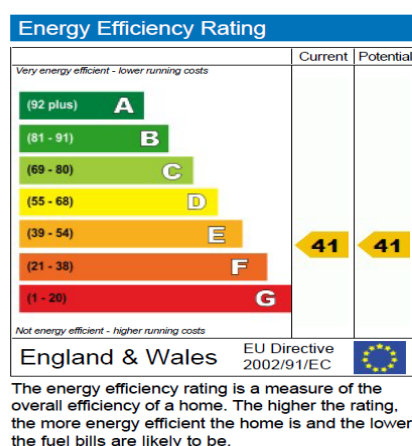 Energy Efficiency Rating
Current Potential
Very energy efficient - lower running costs
(92 plus) A
(81 - 91) B
(69 - 80) C
(55 - 68) D
(39 - 54) E
41 41
(21 - 38) F
(1 - 20) G
Not energy efficient - higher running costs
England & Wales
EU Directive
2002/91/EC
The energy efficiency rating is a measure of the
overall efficiency of a home. The higher the rating,
the more energy efficient the home is and the lower
the fuel bills are likely to be.